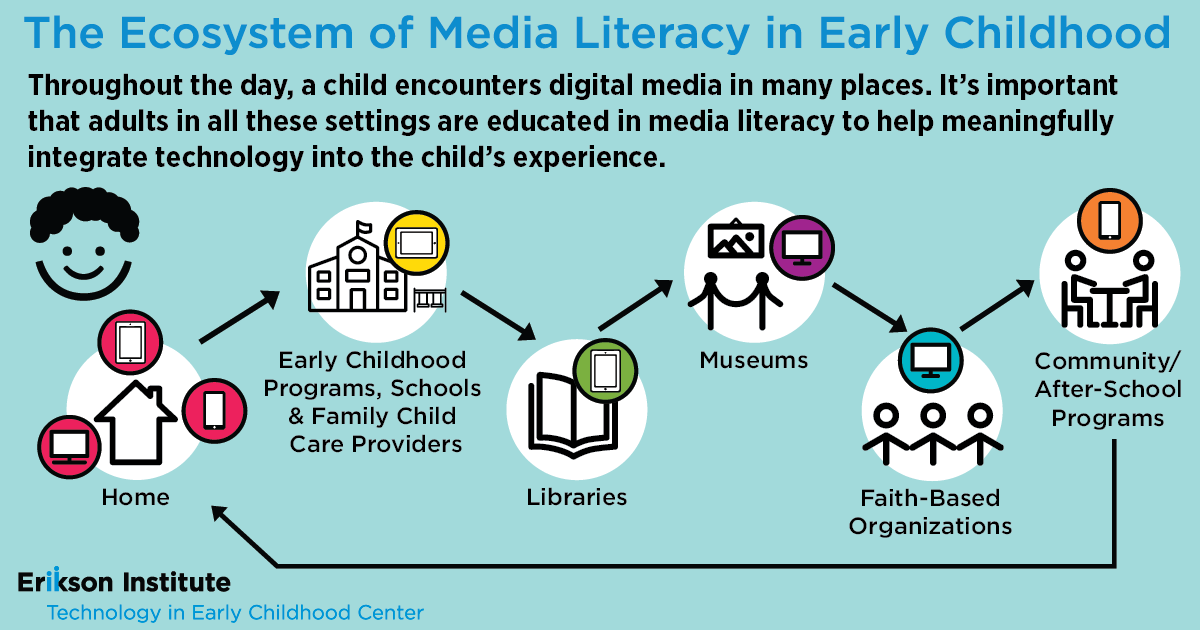 The Ecosystem of Media Literacy in Early Childhood
Throughout the day, a child encounters digital media in many places. It's important
that adults in all these settings are educated in media literacy to help meaningfully
integrate technology into the child's experience.
Home
Early Childhood
Programs, Schools
& Family Child
Care Providers
Libraries
Museums
Faith-Based
Organizations
Community/
After-School
Programs
Erikson Institute
Technology in Early Childhood Center